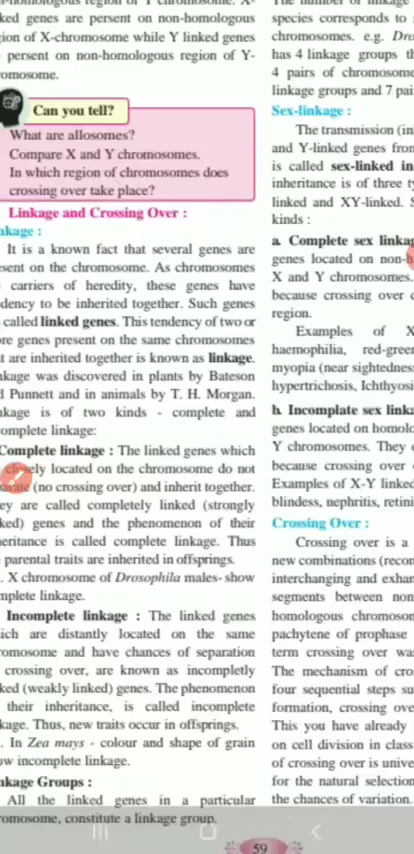 n-homologous region of Y chromosome. X-
ked genes are persent on non-homologous
gion of X-chromosome while Y linked genes
persent on non-homologous region of Y-
omosome.
Can you tell?
What are allosomes?
Compare X and Y chromosomes.
In which region of chromosomes does
crossing over take place?
Linkage and Crossing Over :
nkage :
It is a known fact that several genes are
esent on the chromosome. As chromosomes
carriers of heredity, these genes have
dency to be inherited together. Such genes
called linked genes. This tendency of two or
re genes present on the same chromosomes
t are inherited together is known as linkage.
nkage was discovered in plants by Bateson
d Punnett and in animals by T. H. Morgan.
nkage is of two kinds - complete and
omplete linkage:
Complete linkage : The linked genes which
closely located on the chromosome do not
(no crossing over) and inherit together.
ey are called completely linked (strongly
ked) genes and the phenomenon of their
eritance is called complete linkage. Thus
parental traits are inherited in offsprings.
. X chromosome of Drosophila males- show
mplete linkage.
Incomplete linkage : The linked genes
ich are distantly located on the same
romosome and have chances of separation
crossing over, are known as incompletly
ked (weakly linked) genes. The phenomenon
their inheritance, is called incomplete
kage. Thus, new traits occur in offsprings.
. In Zea mays - colour and shape of grain
ow incomplete linkage.
nkage Groups :
All the linked genes in a particular
romosome, constitute a linkage group.
The number of linkage
species corresponds to
chromosomes. e.g. Dro
has 4 linkage groups th
4 pairs of chromosome
linkage groups and 7 pai
Sex-linkage :
The transmission (in
and Y-linked genes fron
is called sex-linked in
inheritance is of three ty
linked and XY-linked. S
kinds :
a. Complete sex linkag
genes located on non-h
X and Y chromosomes.
because crossing over
region.
Examples of X
haemophilia, red-green
myopia (near sightedness
hypertrichosis, Ichthyosi
b. Incomplate sex linka
genes located on homolo
Y chromosomes. They
because crossing over
Examples of X-Y linked
blindess, nephritis, retini
Crossing Over :
Crossing over is a
new combinations (recon
interchanging and exhan
segments between non
homologous chromoson
pachytene of prophase
term crossing over wa
The mechanism of cros
four sequential steps su
formation, crossing ove
This you have already
on cell division in class
of crossing over is unive
for the natural selection
the chances of variation.
59